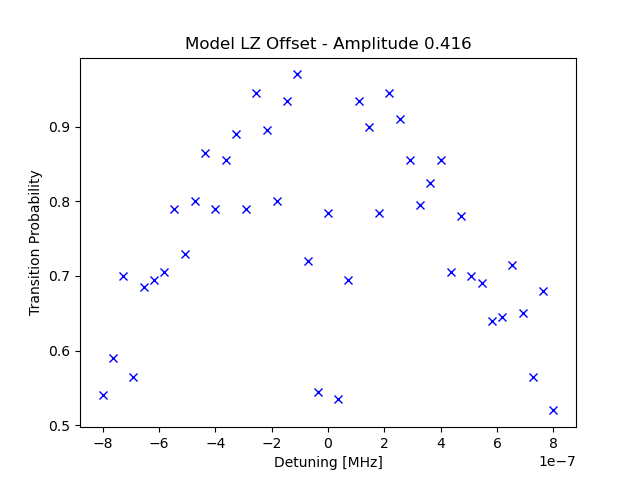 Model LZ Offset - Amplitude 0.416
Transition Probability
0.9
0.8
0.7
0.6
0.5
−8 −6 −4 −2 0 2 4 6 8
1e−7
Detuning [MHz]